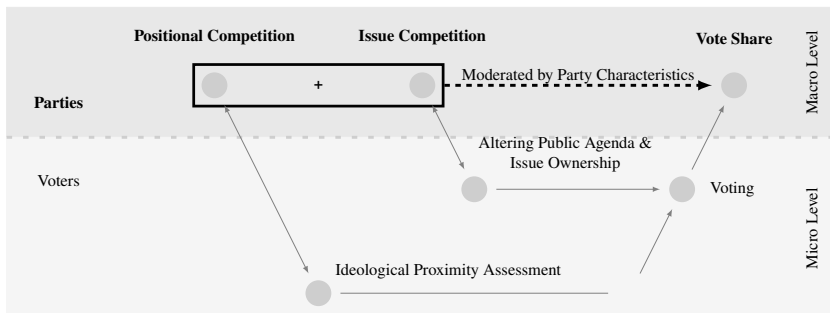 Positional Competition
Issue Competition
Vote Share
Macro Level
+
Moderated by Party Characteristics
Parties
Altering Public Agenda &
Issue Ownership
Voters
Voting
Micro Level
Ideological Proximity Assessment